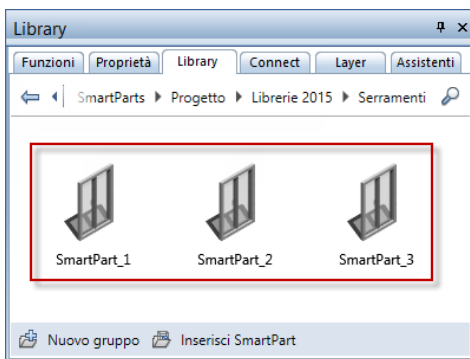 Library
Funzioni Proprietà Library Connect Layer Assistenti
SmartParts Progetto Librerie 2015 Serramenti
SmartPart_1 SmartPart_2 SmartPart_3
Nuovo gruppo Inserisci SmartPart